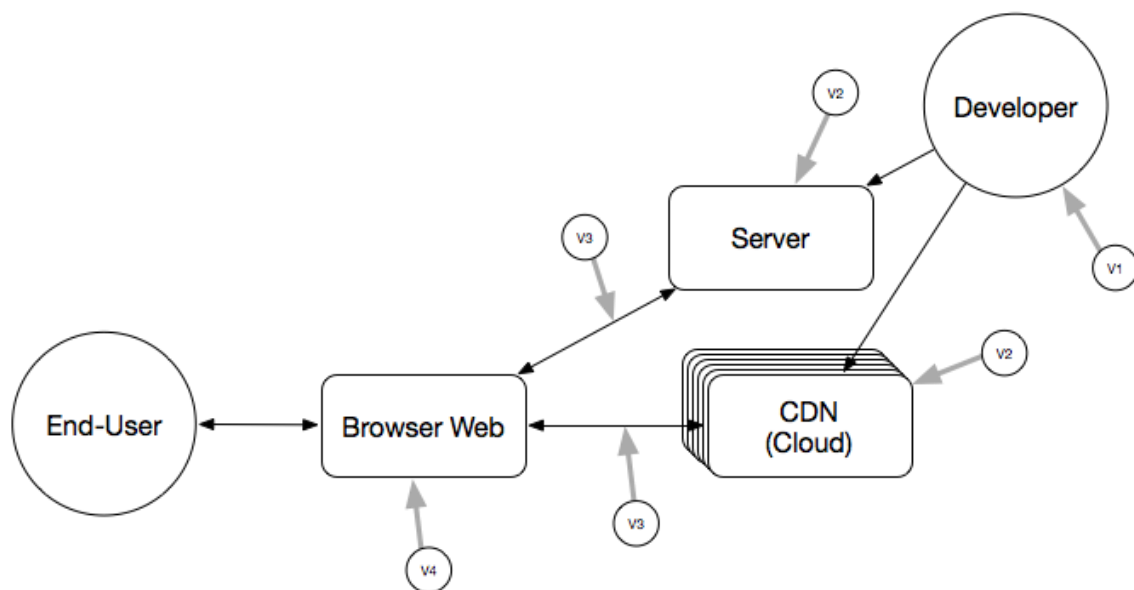 V2
Developer
V3
Server
V1
V2
End-User
Browser Web
CDN
(Cloud)
V3
V4